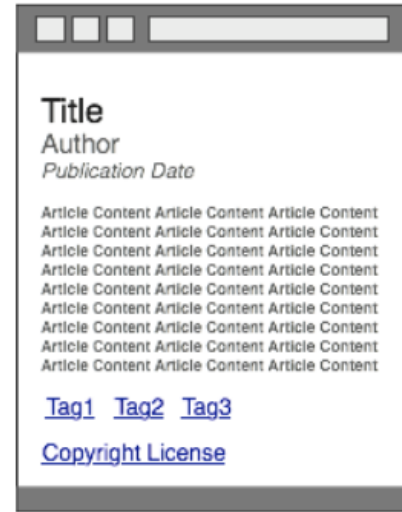 Title
Author
Publication Date
Article Content Article Content Article Content
Article Content Article Content Article Content
Article Content Article Content Article Content
Article Content Article Content Article Content
Article Content Article Content Article Content
Article Content Article Content Article Content
Article Content Article Content Article Content
Article Content Article Content Article Content
Article Content Article Content Article Content
Tag1 Tag2 Tag3
Copyright License